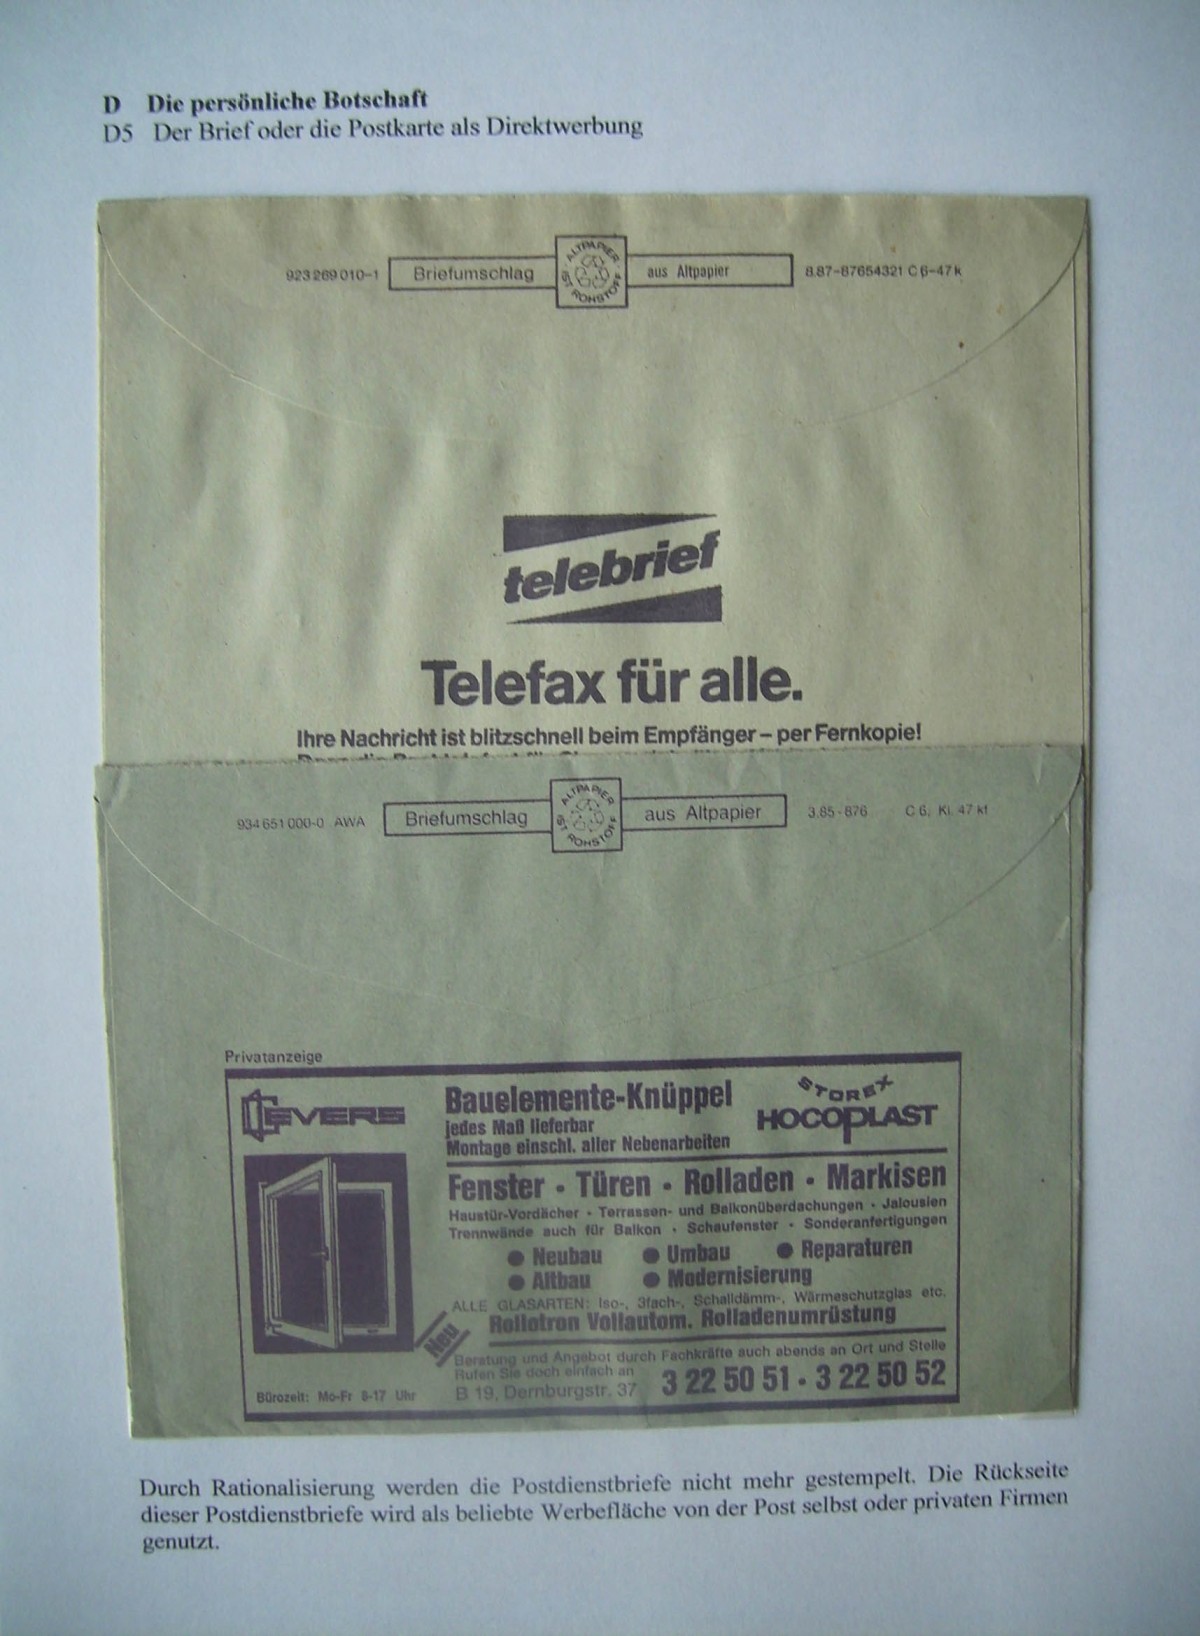 D Die persönliche Botschaft
D5 Der Brief oder die Postkarte als Direktwerbung
923 269 010-1 Briefumschlag ALTPAPIER IST ROHSTOFF aus Altpapier 8.87-87654321 C 6-47 k
telebrief
Telefax für alle.
Ihre Nachricht ist blitzschnell beim Empfänger – per Fernkopie!
934 651 000-0 AWA Briefumschlag ALTPAPIER IST ROHSTOFF aus Altpapier 3.85-876 C 6, Kl. 47 kf
Privatanzeige
GEVERS
Bauelemente-Knüppel
jedes Maß lieferbar
Montage einschl. aller Nebenarbeiten
STOREX
HOCOPLAST
Fenster • Türen • Rolladen • Markisen
Haustür-Vordächer • Terrassen- und Balkonüberdachungen • Jalousien
Trennwände auch für Balkon • Schaufenster • Sonderanfertigungen
● Neubau ● Umbau ● Reparaturen
● Altbau ● Modernisierung
ALLE GLASARTEN: Iso-, 3fach-, Schalldämm-, Wärmeschutzglas etc.
Neu Rollotron Vollautom. Rolladenumrüstung
Beratung und Angebot durch Fachkräfte auch abends an Ort und Stelle
Rufen Sie doch einfach an
B 19, Dernburgstr. 37 3 22 50 51 • 3 22 50 52
Bürozeit: Mo-Fr 8-17 Uhr
Durch Rationalisierung werden die Postdienstbriefe nicht mehr gestempelt. Die Rückseite
dieser Postdienstbriefe wird als beliebte Werbefläche von der Post selbst oder privaten Firmen
genutzt.